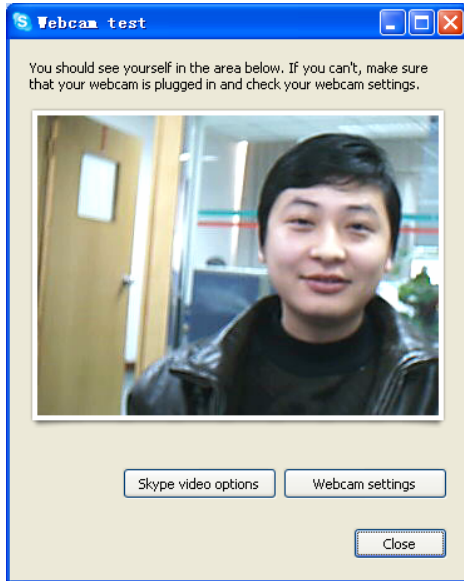 Webcam test
You should see yourself in the area below. If you can't, make sure
that your webcam is plugged in and check your webcam settings.
Skype video options
Webcam settings
Close